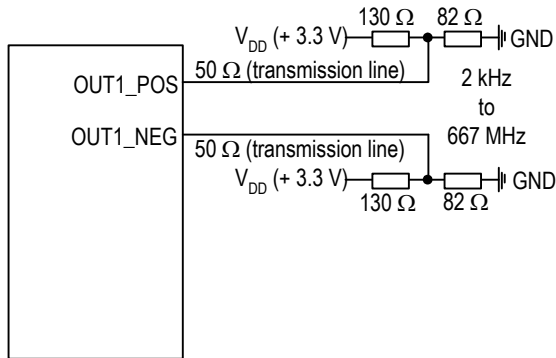 130 Ω 82 Ω
V_DD (+ 3.3 V) GND
50 Ω (transmission line)
OUT1_POS
2 kHz
to
667 MHz
OUT1_NEG
50 Ω (transmission line)
V_DD (+ 3.3 V) GND
130 Ω 82 Ω